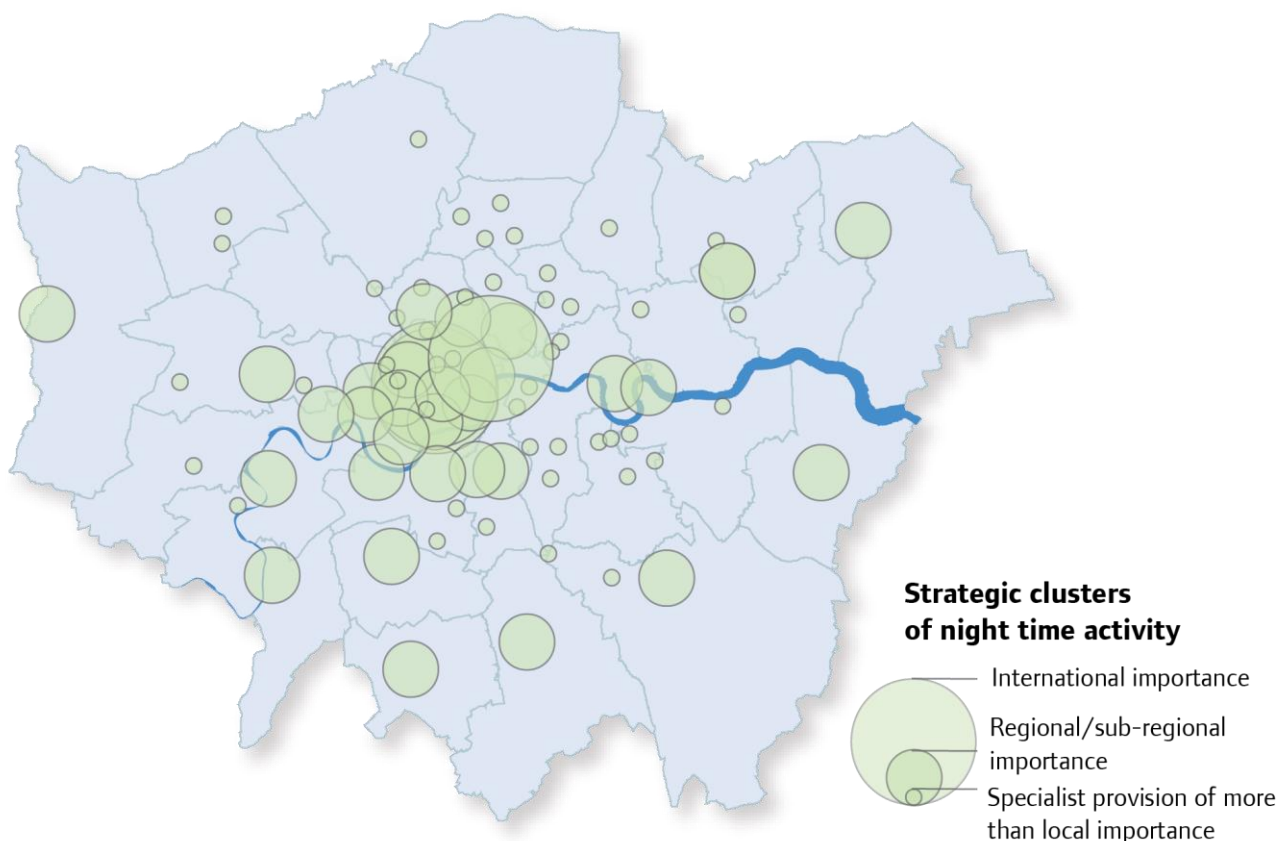 Strategic clusters
of night time activity
International importance
Regional/sub-regional
importance
Specialist provision of more
than local importance